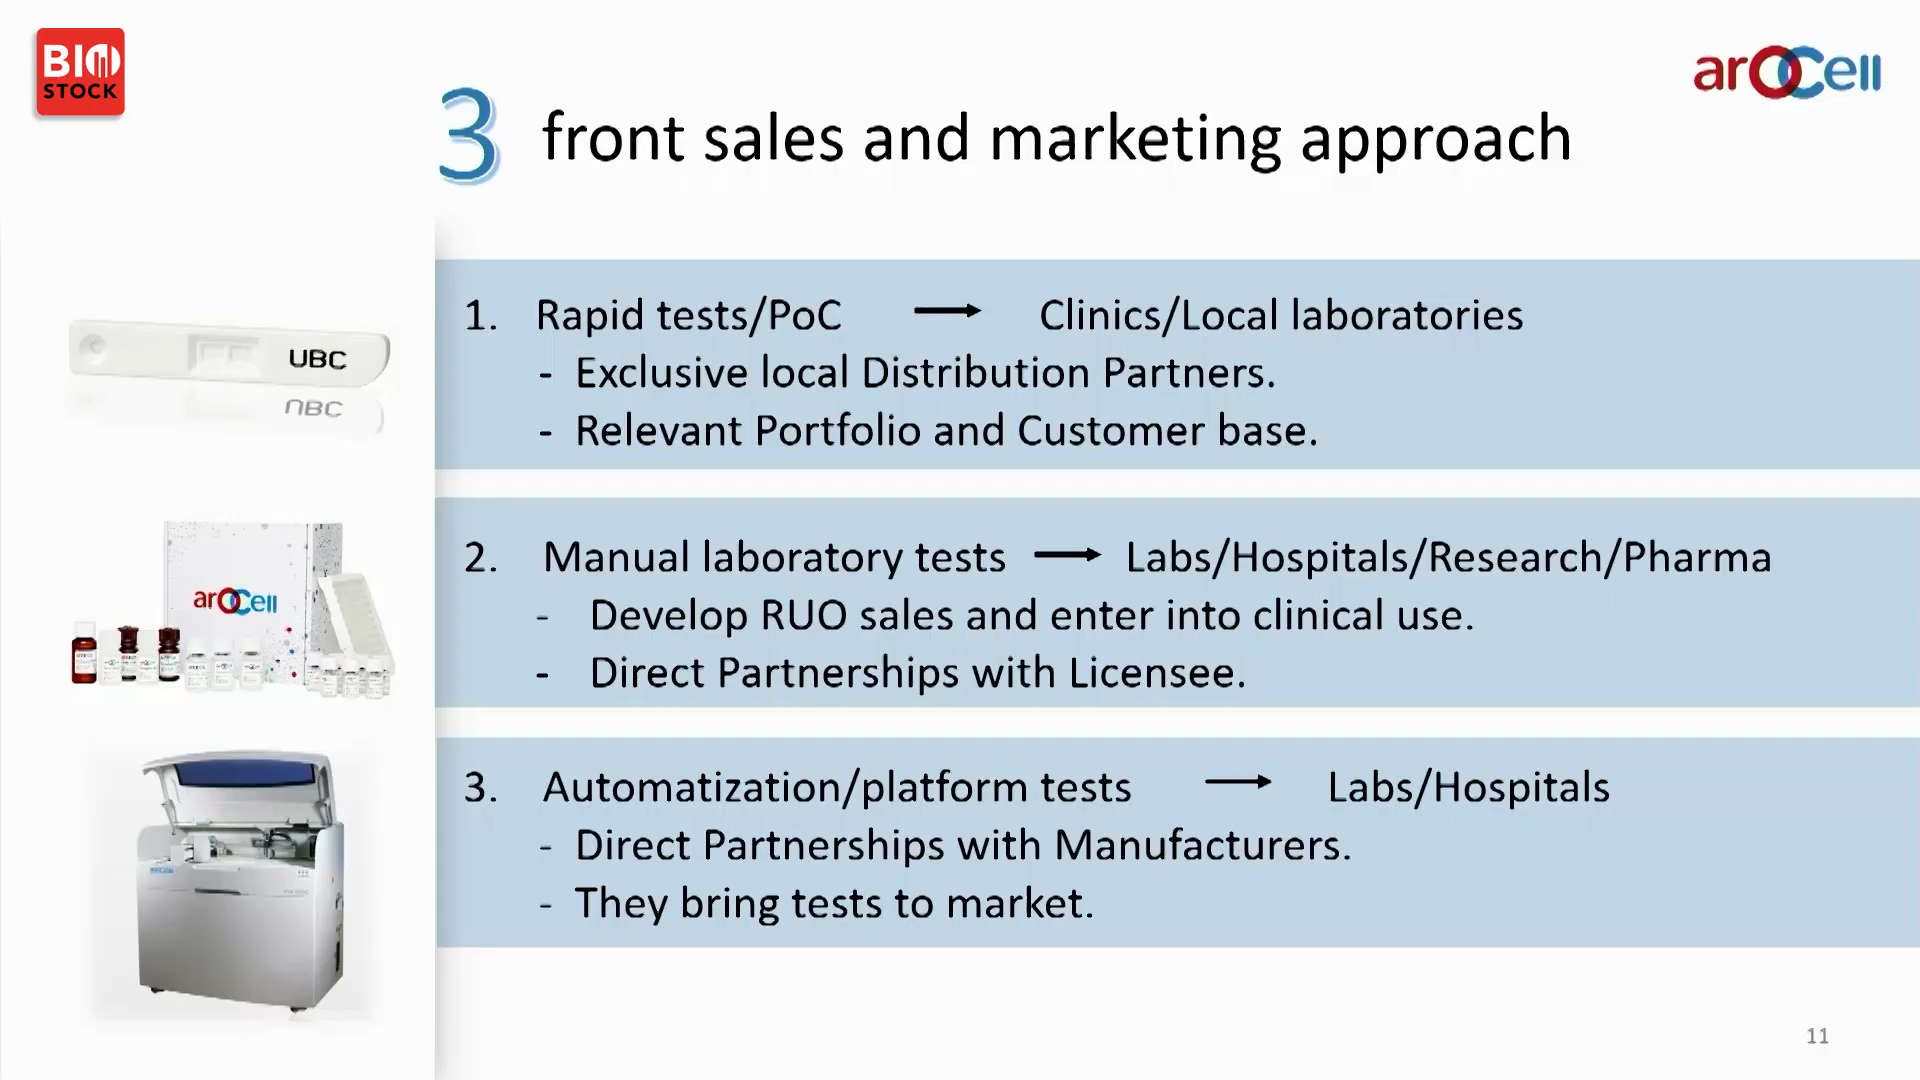 BIO
STOCK
arOCell
3 front sales and marketing approach
UBC
1. Rapid tests/PoC → Clinics/Local laboratories
- Exclusive local Distribution Partners.
- Relevant Portfolio and Customer base.
arOCell
2. Manual laboratory tests → Labs/Hospitals/Research/Pharma
- Develop RUO sales and enter into clinical use.
- Direct Partnerships with Licensee.
3. Automatization/platform tests → Labs/Hospitals
- Direct Partnerships with Manufacturers.
- They bring tests to market.
11